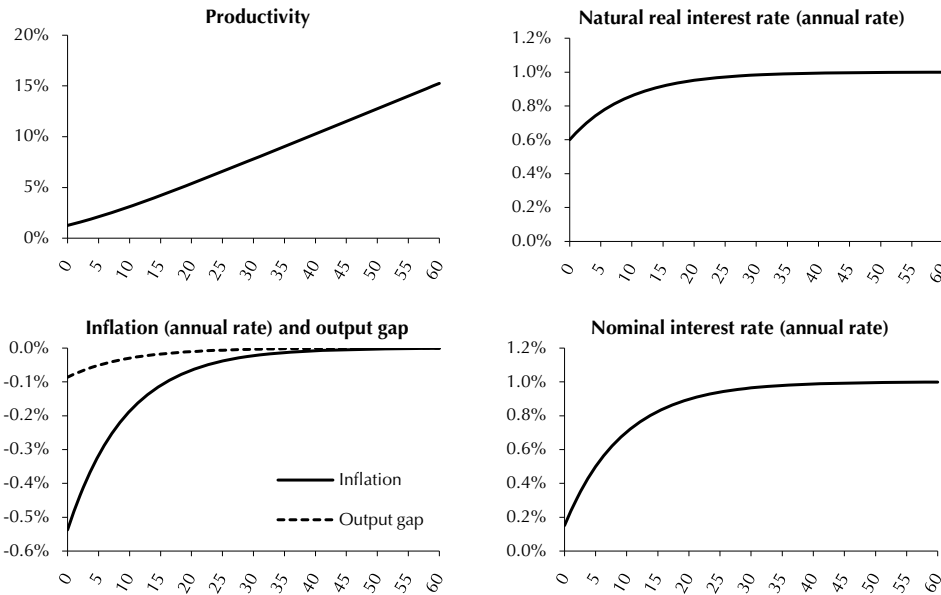 Productivity
20%
15%
10%
5%
0%
0 5 10 15 20 25 30 35 40 45 50 55 60
Natural real interest rate (annual rate)
1.2%
1.0%
0.8%
0.6%
0.4%
0.2%
0.0%
0 5 10 15 20 25 30 35 40 45 50 55 60
Inflation (annual rate) and output gap
0.0%
-0.1%
-0.2%
-0.3%
-0.4%
-0.5%
-0.6%
Inflation
Output gap
0 5 10 15 20 25 30 35 40 45 50 55 60
Nominal interest rate (annual rate)
1.2%
1.0%
0.8%
0.6%
0.4%
0.2%
0.0%
0 5 10 15 20 25 30 35 40 45 50 55 60